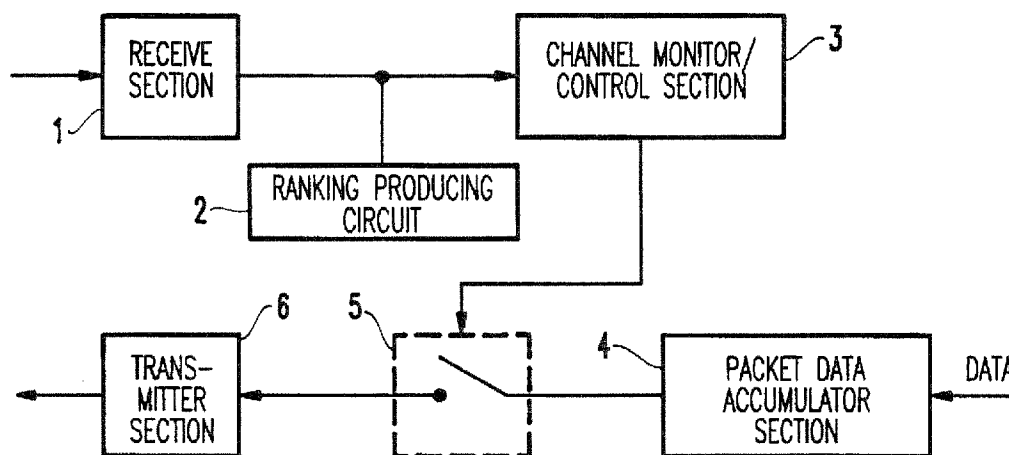 RECEIVE
SECTION
1
CHANNEL MONITOR/
CONTROL SECTION
3
RANKING PRODUCING
CIRCUIT
2
TRANS-
MITTER
SECTION
6
5
4
PACKET DATA
ACCUMULATOR
SECTION
DATA